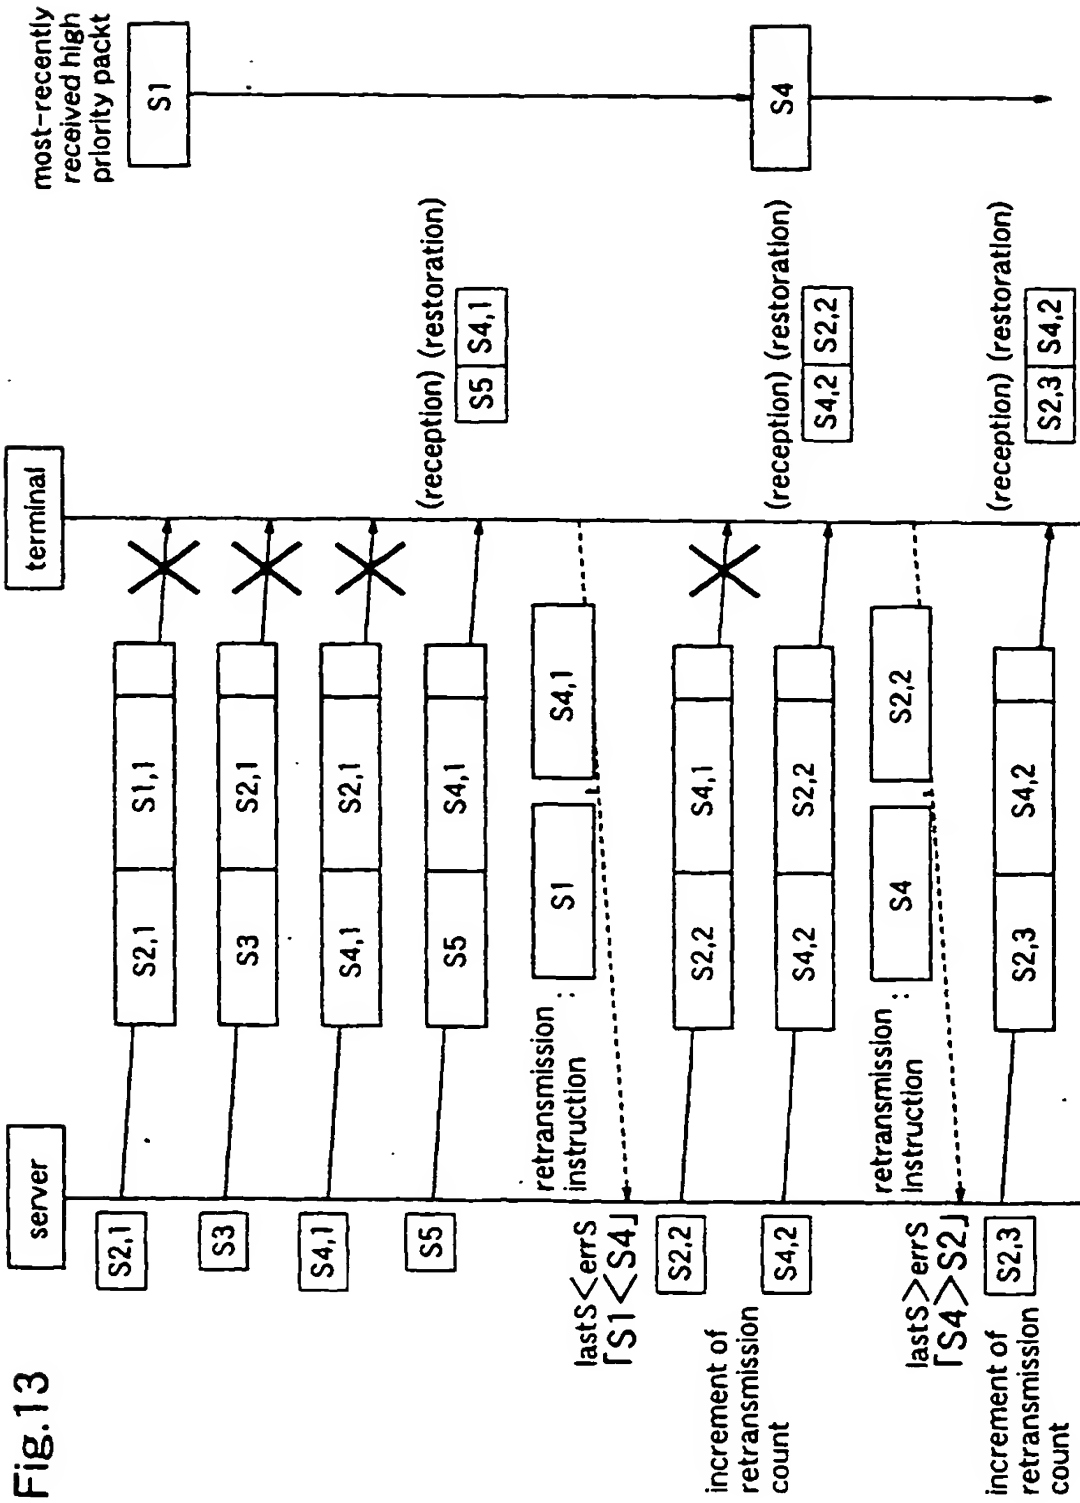 Fig.13
server
terminal
most-recently
received high
priority packt
S1
S2,1
S2,1
S1,1
S3
S3
S2,1
S4,1
S4,1
S2,1
S5
S5
S4,1
(reception) (restoration)
S5
S4,1
retransmission
instruction :
S1
,
S4,1
lastS<errS
「S1<S4」
increment of
retransmission
count
S2,2
S2,2
S4,1
S4,2
S4,2
S2,2
(reception) (restoration)
S4,2
S2,2
S4
retransmission
instruction :
S4
,
S2,2
lastS>errS
「S4>S2」
increment of
retransmission
count
S2,3
S2,3
S4,2
(reception) (restoration)
S2,3
S4,2